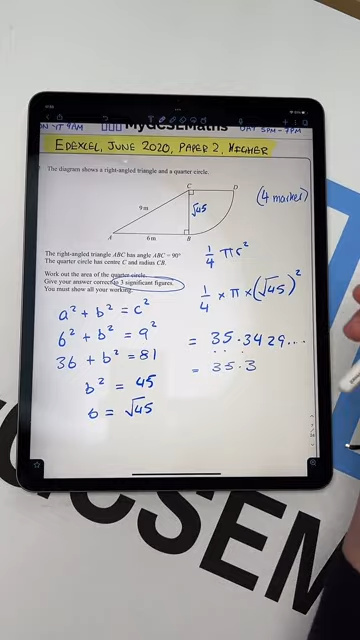 MyGCSEMaths
5PM-7PM
EDEXCEL, JUNE 2020, PAPER 2, HIGHER
The diagram shows a right-angled triangle and a quarter circle.
C
D
9 m
√45
A
6 m
B
(4 marker)
The right-angled triangle ABC has angle ABC = 90°
The quarter circle has centre C and radius CB.
Work out the area of the quarter circle.
Give your answer correct to 3 significant figures.
You must show all your working.
a² + b² = c²
6² + b² = 9²
36 + b² = 81
b² = 45
b = √45
1/4 πr²
1/4 × π × (√45)²
= 35.3429...
= 35.3
GCSEM